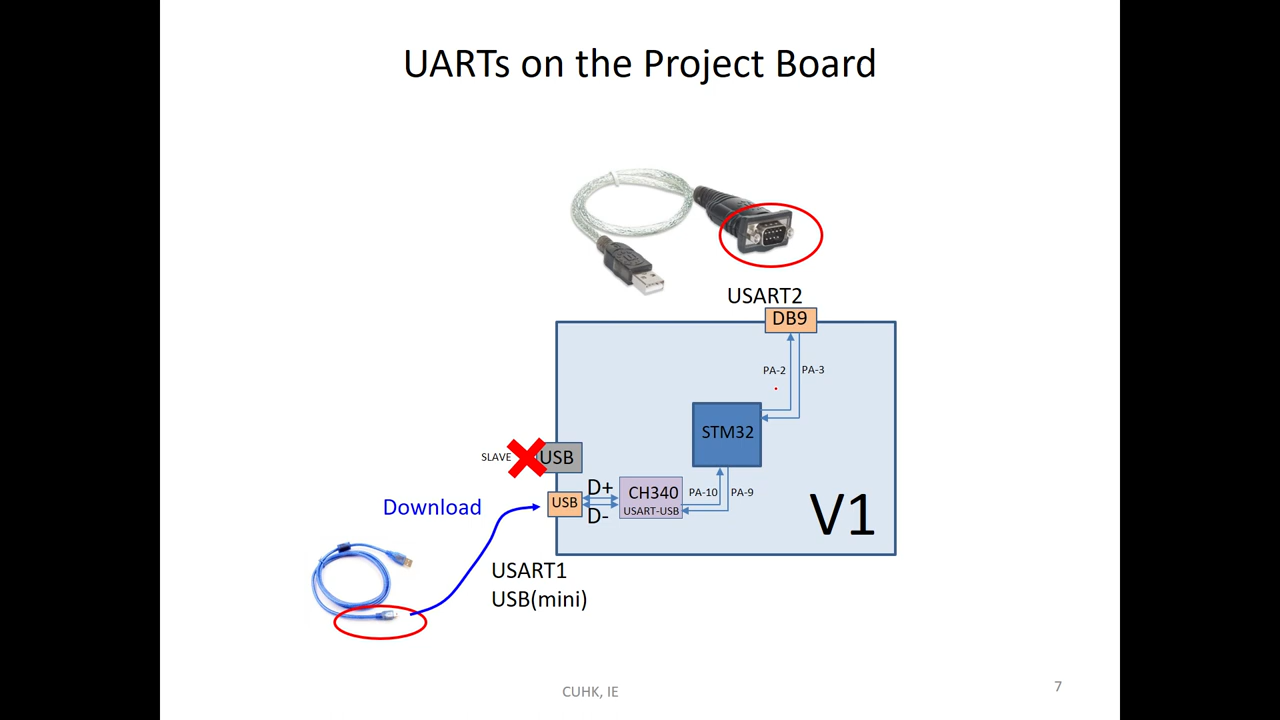 UARTs on the Project Board
USART2
DB9
PA-2
PA-3
STM32
SLAVE
USB
D+
CH340
PA-10
PA-9
USB
Download
USART-USB
D-
V1
USART1
USB(mini)
CUHK, IE
7